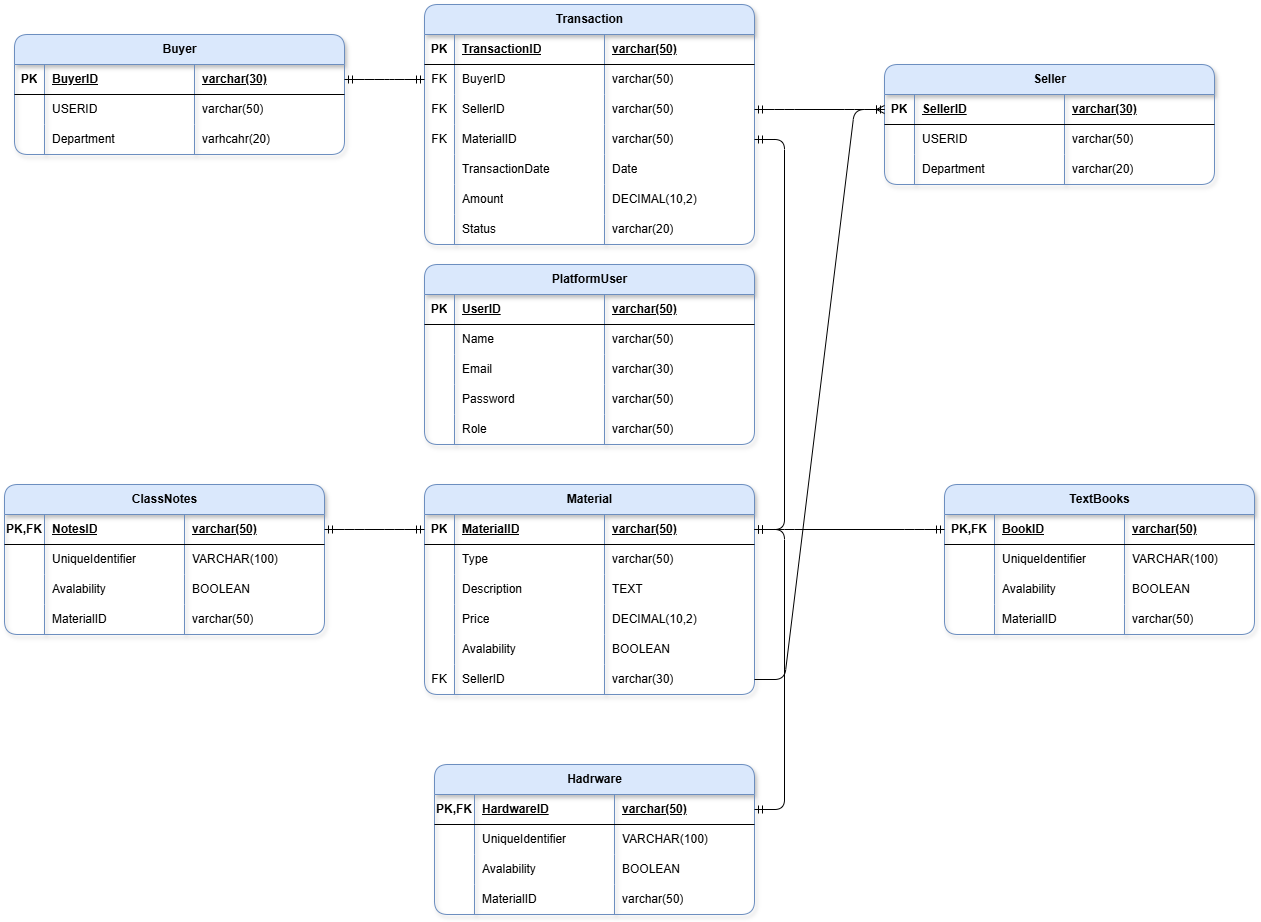 Transaction
PK TransactionID varchar(50)
FK BuyerID varchar(50)
FK SellerID varchar(50)
FK MaterialID varchar(50)
TransactionDate Date
Amount DECIMAL(10,2)
Status varchar(20)
Buyer
PK BuyerID varchar(30)
USERID varchar(50)
Department varhcahr(20)
Seller
PK SellerID varchar(30)
USERID varchar(50)
Department varchar(20)
PlatformUser
PK UserID varchar(50)
Name varchar(50)
Email varchar(30)
Password varchar(50)
Role varchar(50)
ClassNotes
PK,FK NotesID varchar(50)
UniqueIdentifier VARCHAR(100)
Avalability BOOLEAN
MaterialID varchar(50)
Material
PK MaterialID varchar(50)
Type varchar(50)
Description TEXT
Price DECIMAL(10,2)
Avalability BOOLEAN
FK SellerID varchar(30)
TextBooks
PK,FK BookID varchar(50)
UniqueIdentifier VARCHAR(100)
Avalability BOOLEAN
MaterialID varchar(50)
Hadrware
PK,FK HardwareID varchar(50)
UniqueIdentifier VARCHAR(100)
Avalability BOOLEAN
MaterialID varchar(50)